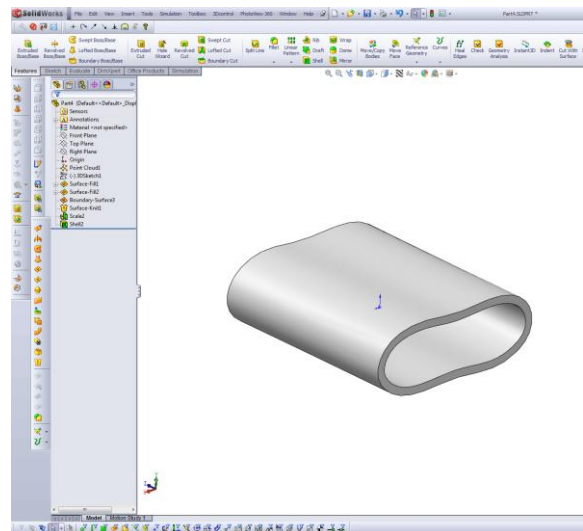 SolidWorks File Edit View Insert Tools Simulation Toolbox 3Dcontrol PhotoView 360 Window Help Part4.SLDPRT *
Extruded Boss/Base Revolved Boss/Base Swept Boss/Base Lofted Boss/Base Boundary Boss/Base Extruded Cut Hole Wizard Revolved Cut Swept Cut Lofted Cut Boundary Cut Split Line Fillet Linear Pattern Rib Draft Shell Wrap Dome Mirror Move/Copy Bodies Move Plane Reference Geometry Curves Heal Edges Check Geometry Analysis Instant3D Indent Cut With Surface
Features Sketch Evaluate DimXpert Office Products Simulation
Part4 (Default<<Default>_Displ
Sensors
Annotations
Material <not specified>
Front Plane
Top Plane
Right Plane
Origin
Point Cloud1
(-) 3DSketch1
Surface-Fill1
Surface-Fill2
Boundary-Surface3
Surface-Knit1
Scale2
Shell2
Model Motion Study 1